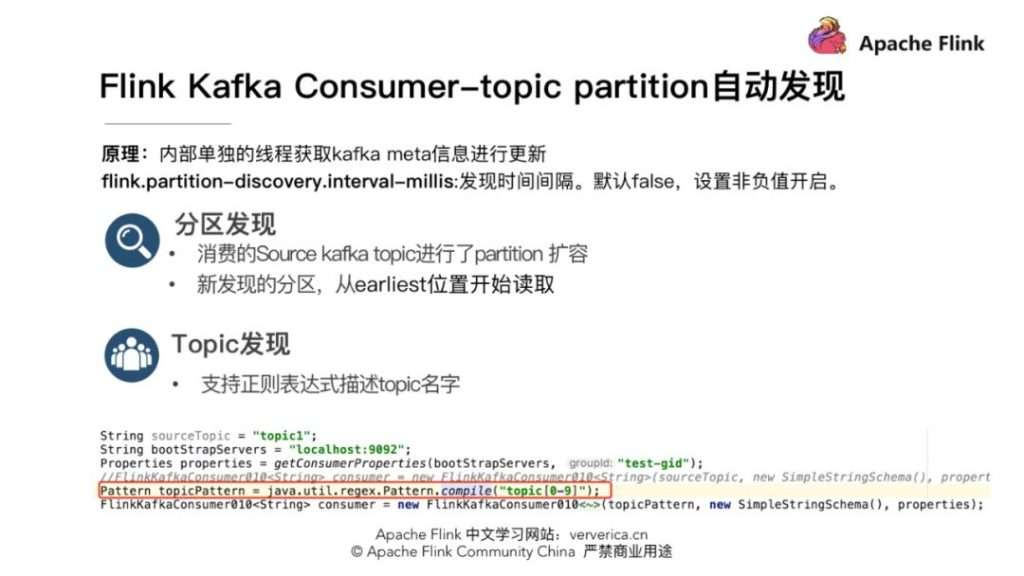 Apache Flink
Flink Kafka Consumer-topic partition自动发现
原理：内部单独的线程获取kafka meta信息进行更新
flink.partition-discovery.interval-millis:发现时间间隔。默认false，设置非负值开启。
分区发现
• 消费的Source kafka topic进行了partition 扩容
• 新发现的分区，从earliest位置开始读取
Topic发现
• 支持正则表达式描述topic名字
String sourceTopic = "topic1";
String bootStrapServers = "localhost:9092";
Properties properties = getConsumerProperties(bootStrapServers, groupId: "test-gid");
//FlinkKafkaConsumer010<String> consumer = new FlinkKafkaConsumer010<String>(sourceTopic, new SimpleStringSchema(), propert
Pattern topicPattern = java.util.regex.Pattern.compile("topic[0-9]");
FlinkKafkaConsumer010<String> consumer = new FlinkKafkaConsumer010<~>(topicPattern, new SimpleStringSchema(), properties);
Apache Flink 中文学习网站：ververica.cn
© Apache Flink Community China 严禁商业用途